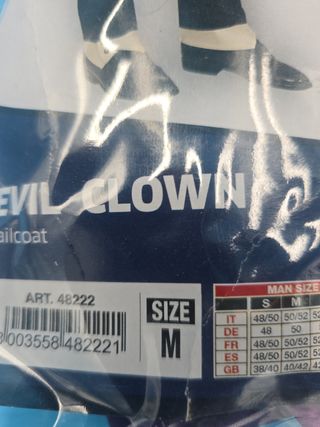 EVIL CLOWN
ailcoat
ART. 48222
003558 482221
SIZE
M
MAN SIZE
S M
IT 48/50 50/52
DE 48 50
FR 48/50 50/52
ES 48/50 50/52
GB 38/40 40/42